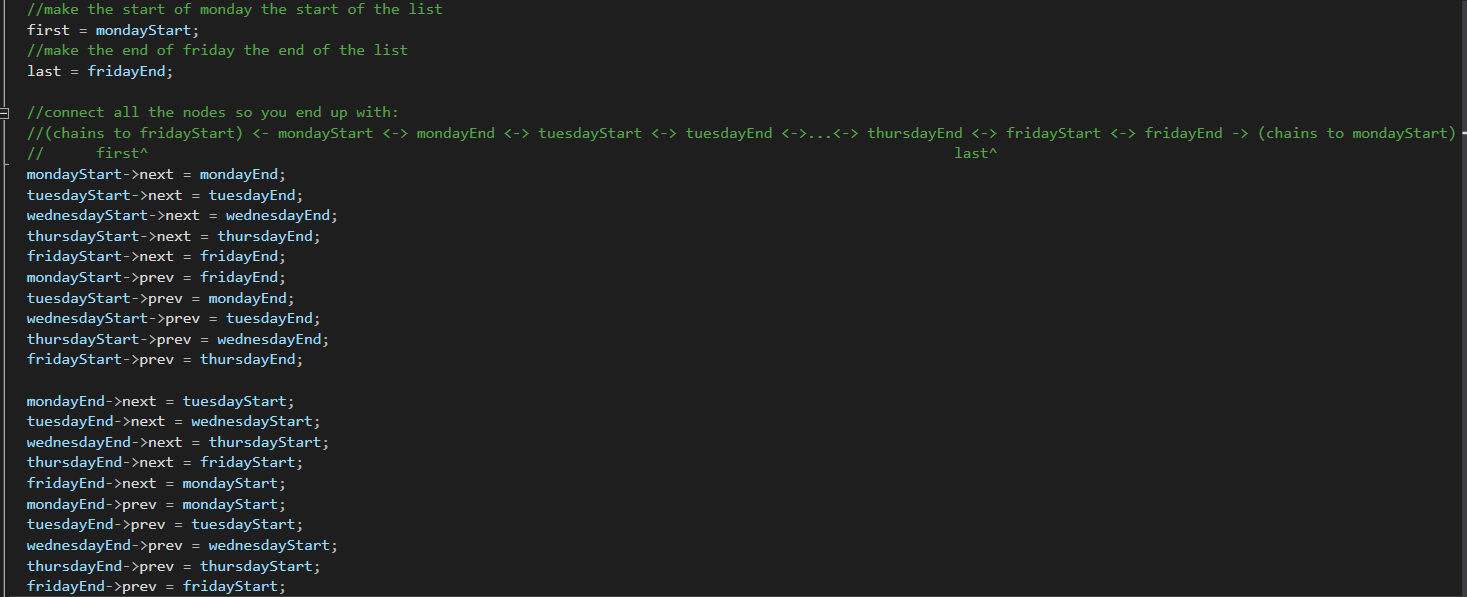 //make the start of monday the start of the list
first = mondayStart;
//make the end of friday the end of the list
last = fridayEnd;
//connect all the nodes so you end up with:
//(chains to fridayStart) <- mondayStart <-> mondayEnd <-> tuesdayStart <-> tuesdayEnd <->...<-> thursdayEnd <-> fridayStart <-> fridayEnd -> (chains to mondayStart)
//      first^                                                                                             last^
mondayStart->next = mondayEnd;
tuesdayStart->next = tuesdayEnd;
wednesdayStart->next = wednesdayEnd;
thursdayStart->next = thursdayEnd;
fridayStart->next = fridayEnd;
mondayStart->prev = fridayEnd;
tuesdayStart->prev = mondayEnd;
wednesdayStart->prev = tuesdayEnd;
thursdayStart->prev = wednesdayEnd;
fridayStart->prev = thursdayEnd;
mondayEnd->next = tuesdayStart;
tuesdayEnd->next = wednesdayStart;
wednesdayEnd->next = thursdayStart;
thursdayEnd->next = fridayStart;
fridayEnd->next = mondayStart;
mondayEnd->prev = mondayStart;
tuesdayEnd->prev = tuesdayStart;
wednesdayEnd->prev = wednesdayStart;
thursdayEnd->prev = thursdayStart;
fridayEnd->prev = fridayStart;